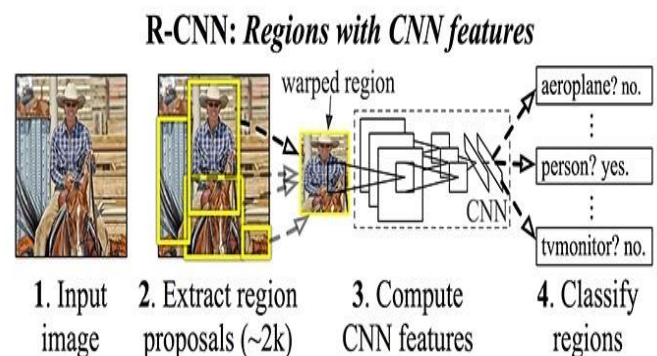 R-CNN: Regions with CNN features
warped region
aeroplane? no.
person? yes.
CNN
tvmonitor? no.
1. Input
image
2. Extract region
proposals (~2k)
3. Compute
CNN features
4. Classify
regions